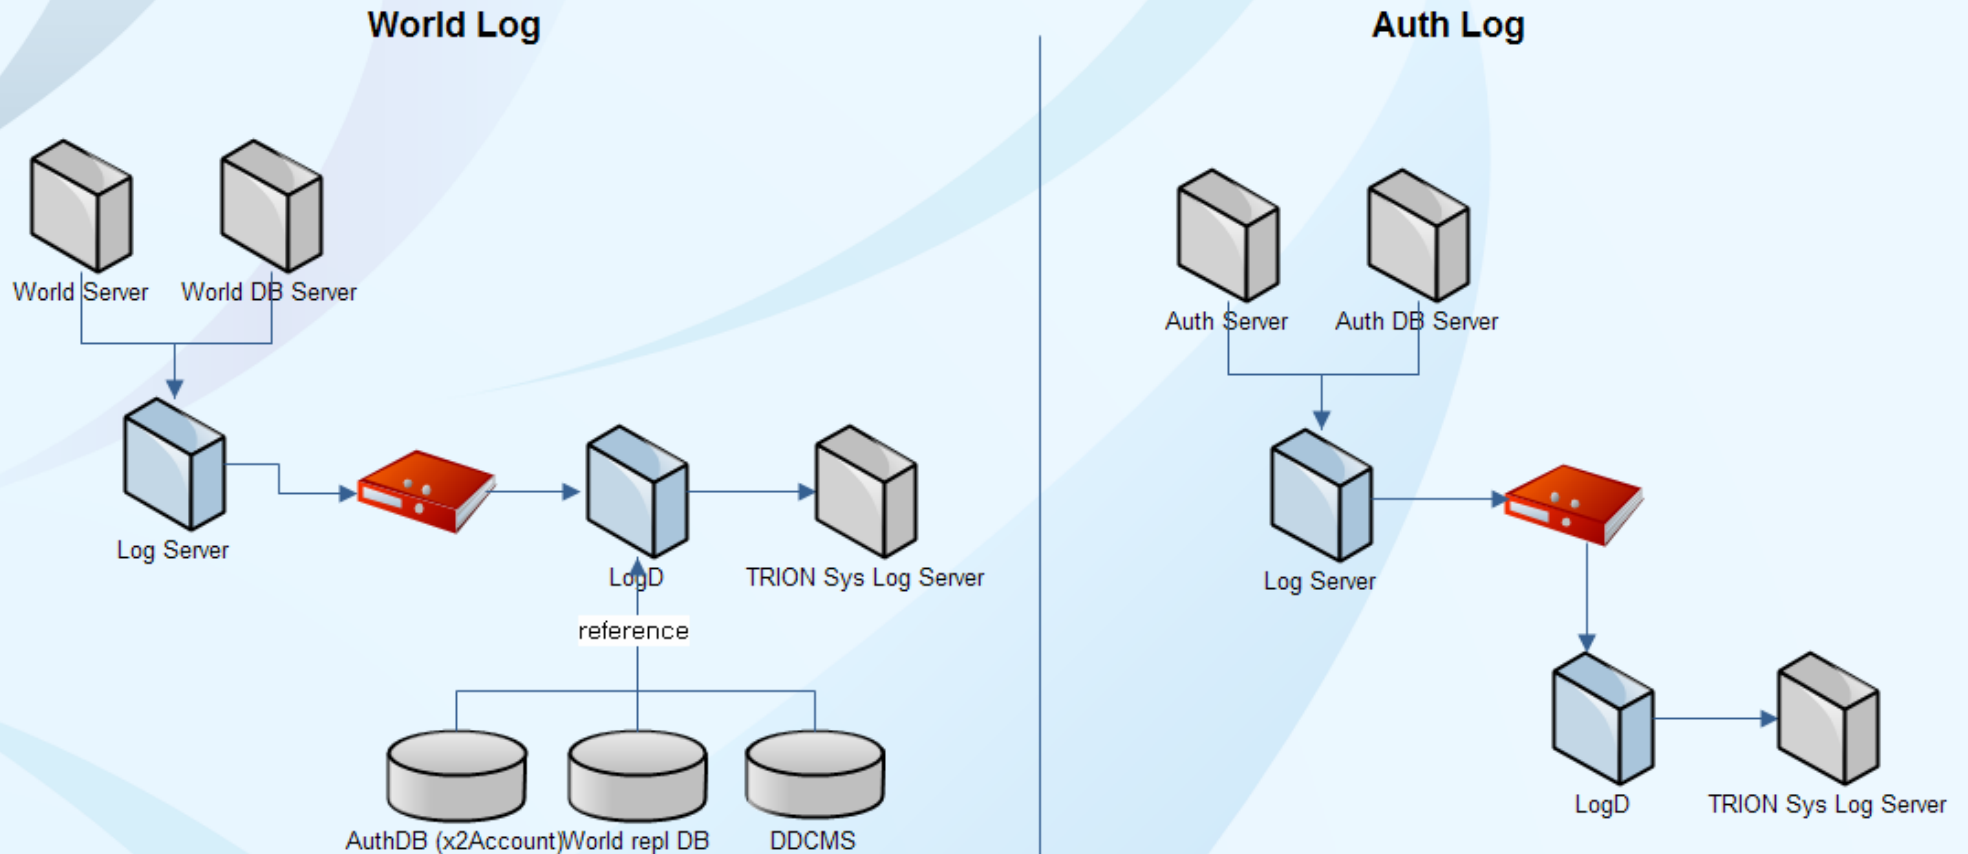 World Log
World Server
World DB Server
Log Server
LogD
TRION Sys Log Server
reference
AuthDB (x2Account)
World repl DB
DDCMS
Auth Log
Auth Server
Auth DB Server
Log Server
LogD
TRION Sys Log Server